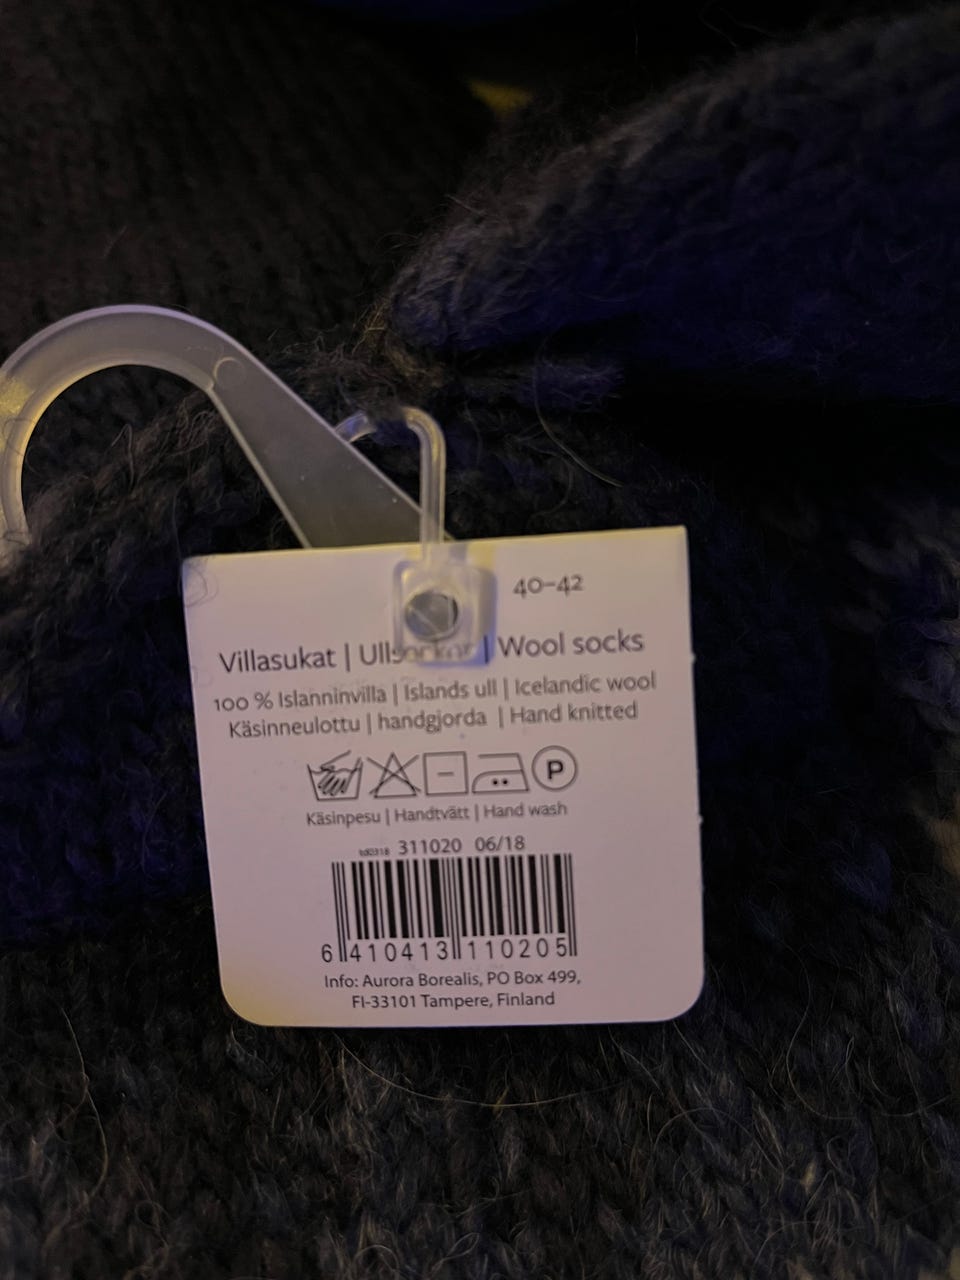 40–42
Villasukat | Ullsockor | Wool socks
100 % Islanninvilla | Islands ull | Icelandic wool
Käsinneulottu | handgjorda | Hand knitted
P
Käsinpesu | Handtvätt | Hand wash
311020 06/18
6 410413 110205
Info: Aurora Borealis, PO Box 499,
FI-33101 Tampere, Finland